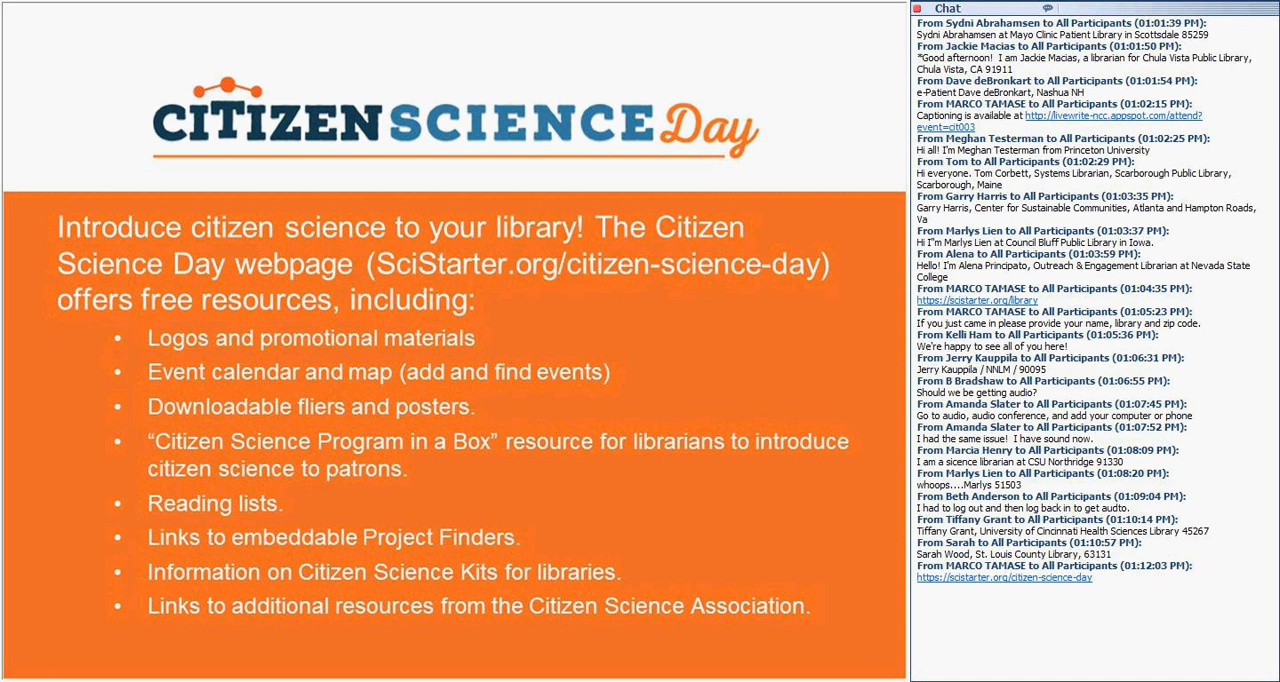 CITIZEN SCIENCE Day
Introduce citizen science to your library! The Citizen
Science Day webpage (SciStarter.org/citizen-science-day)
offers free resources, including:
• Logos and promotional materials
• Event calendar and map (add and find events)
• Downloadable fliers and posters.
• “Citizen Science Program in a Box” resource for librarians to introduce
citizen science to patrons.
• Reading lists.
• Links to embeddable Project Finders.
• Information on Citizen Science Kits for libraries.
• Links to additional resources from the Citizen Science Association.
Chat
From Sydni Abrahamsen to All Participants (01:01:39 PM):
Sydni Abrahamsen at Mayo Clinic Patient Library in Scottsdale 85259
From Jackie Macias to All Participants (01:01:50 PM):
*Good afternoon! I am Jackie Macias, a librarian for Chula Vista Public Library,
Chula Vista, CA 91911
From Dave deBronkart to All Participants (01:01:54 PM):
e-Patient Dave deBronkart, Nashua NH
From MARCO TAMASE to All Participants (01:02:15 PM):
Captioning is available at http://livewrite-ncc.appspot.com/attend?
event=cit003
From Meghan Testerman to All Participants (01:02:25 PM):
Hi all! I'm Meghan Testerman from Princeton University
From Tom to All Participants (01:02:29 PM):
Hi everyone. Tom Corbett, Systems Librarian, Scarborough Public Library,
Scarborough, Maine
From Garry Harris to All Participants (01:03:35 PM):
Garry Harris, Center for Sustainable Communities, Atlanta and Hampton Roads,
Va
From Marlys Lien to All Participants (01:03:37 PM):
Hi I"m Marlys Lien at Council Bluff Public Library in Iowa.
From Alena to All Participants (01:03:59 PM):
Hello! I'm Alena Principato, Outreach & Engagement Librarian at Nevada State
College
From MARCO TAMASE to All Participants (01:04:35 PM):
https://scistarter.org/library
From MARCO TAMASE to All Participants (01:05:23 PM):
If you just came in please provide your name, library and zip code.
From Kelli Ham to All Participants (01:05:36 PM):
We're happy to see all of you here!
From Jerry Kauppila to All Participants (01:06:31 PM):
Jerry Kauppila / NNLM / 90095
From B Bradshaw to All Participants (01:06:55 PM):
Should we be getting audio?
From Amanda Slater to All Participants (01:07:45 PM):
Go to audio, audio conference, and add your computer or phone
From Amanda Slater to All Participants (01:07:52 PM):
I had the same issue! I have sound now.
From Marcia Henry to All Participants (01:08:09 PM):
I am a sicence librarian at CSU Northridge 91330
From Marlys Lien to All Participants (01:08:20 PM):
whoops....Marlys 51503
From Beth Anderson to All Participants (01:09:04 PM):
I had to log out and then log back in to get audto.
From Tiffany Grant to All Participants (01:10:14 PM):
Tiffany Grant, University of Cincinnati Health Sciences Library 45267
From Sarah to All Participants (01:10:57 PM):
Sarah Wood, St. Louis County Library, 63131
From MARCO TAMASE to All Participants (01:12:03 PM):
https://scistarter.org/citizen-science-day